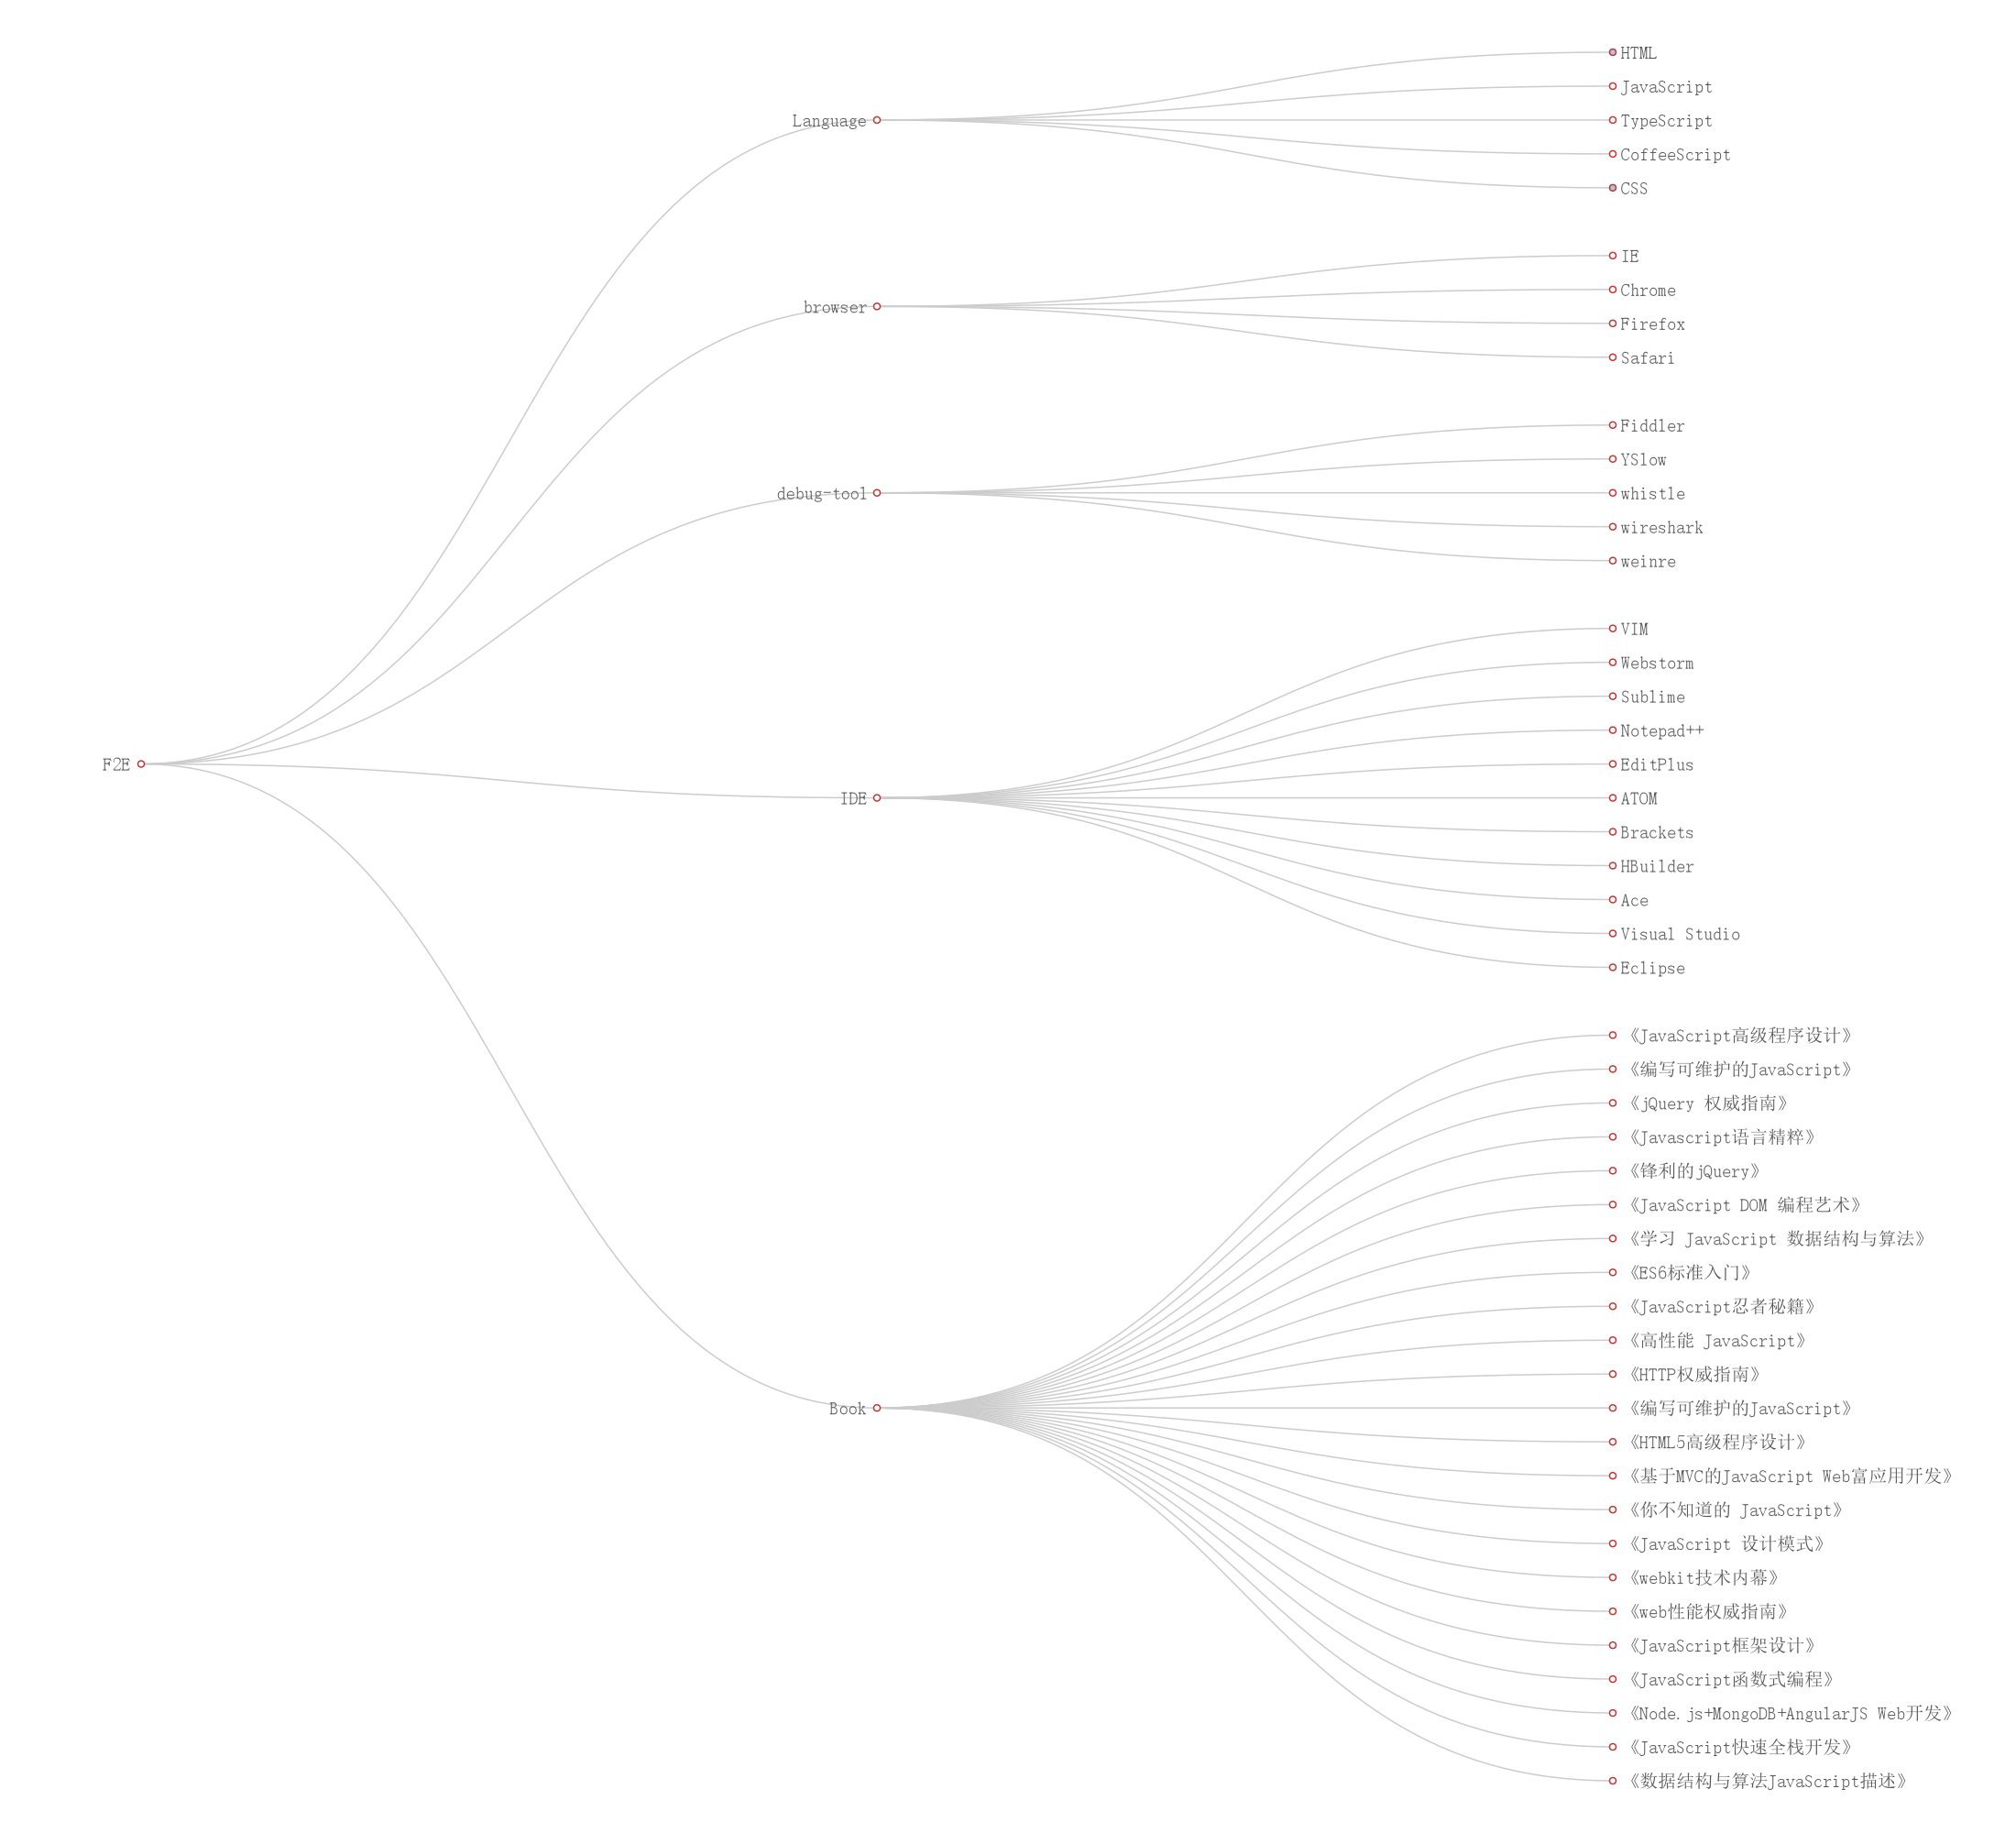 HTML
JavaScript
Language
TypeScript
CoffeeScript
CSS
IE
Chrome
browser
Firefox
Safari
Fiddler
YSlow
debug-tool
whistle
wireshark
weinre
VIM
Webstorm
Sublime
Notepad++
F2E
EditPlus
IDE
ATOM
Brackets
HBuilder
Ace
Visual Studio
Eclipse
《JavaScript高级程序设计》
《编写可维护的JavaScript》
《jQuery 权威指南》
《Javascript语言精粹》
《锋利的jQuery》
《JavaScript DOM 编程艺术》
《学习 JavaScript 数据结构与算法》
《ES6标准入门》
《JavaScript忍者秘籍》
《高性能 JavaScript》
《HTTP权威指南》
Book
《编写可维护的JavaScript》
《HTML5高级程序设计》
《基于MVC的JavaScript Web富应用开发》
《你不知道的 JavaScript》
《JavaScript 设计模式》
《webkit技术内幕》
《web性能权威指南》
《JavaScript框架设计》
《JavaScript函数式编程》
《Node.js+MongoDB+AngularJS Web开发》
《JavaScript快速全栈开发》
《数据结构与算法JavaScript描述》